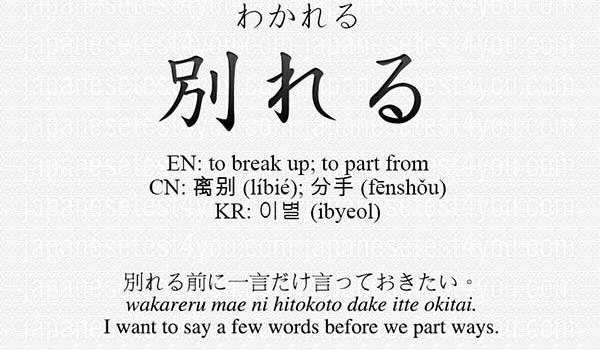 わかれる
別れる
EN: to break up; to part from
CN: 离别 (líbié); 分手 (fēnshǒu)
KR: 이별 (ibyeol)
別れる前に一言だけ言っておきたい。
wakareru mae ni hitokoto dake itte okitai.
I want to say a few words before we part ways.